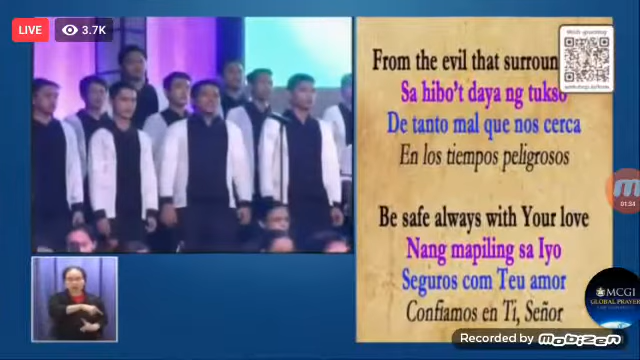 LIVE
3.7K
From the evil that surroun
Sa hibo't daya ng tukso
De tanto mal que nos cerca
En los tiempos peligrosos
Be safe always with Your love
Nang mapiling sa Iyo
Seguros com Teu amor
Confiamos en Ti, Señor
01:54
MCGI
GLOBAL PRAYER
Recorded by mobizen